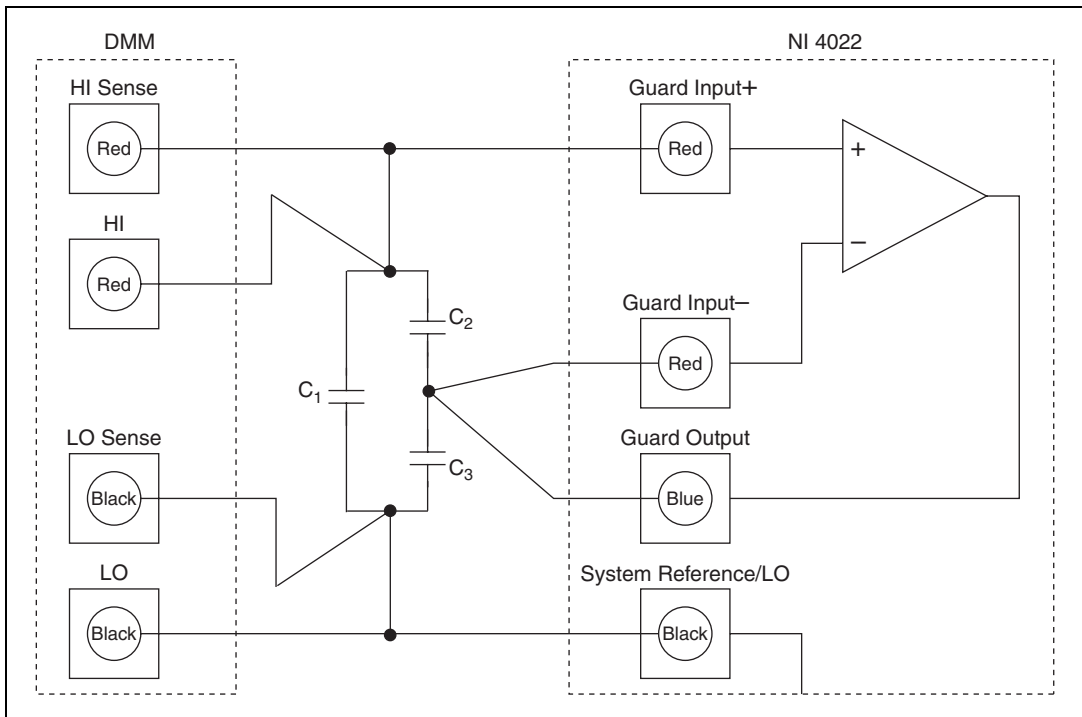 DMM
NI 4022
HI Sense
Red
HI
Red
LO Sense
Black
LO
Black
C1
C2
C3
Guard Input+
Red
Guard Input−
Red
Guard Output
Blue
System Reference/LO
Black
+
−